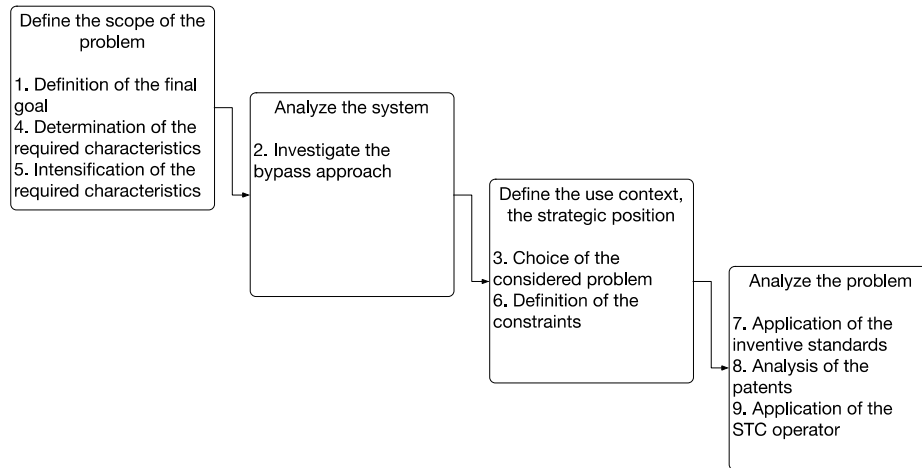 Define the scope of the
problem
1. Definition of the final
goal
4. Determination of the
required characteristics
5. Intensification of the
required characteristics
Analyze the system
2. Investigate the
bypass approach
Define the use context,
the strategic position
3. Choice of the
considered problem
6. Definition of the
constraints
Analyze the problem
7. Application of the
inventive standards
8. Analysis of the
patents
9. Application of the
STC operator